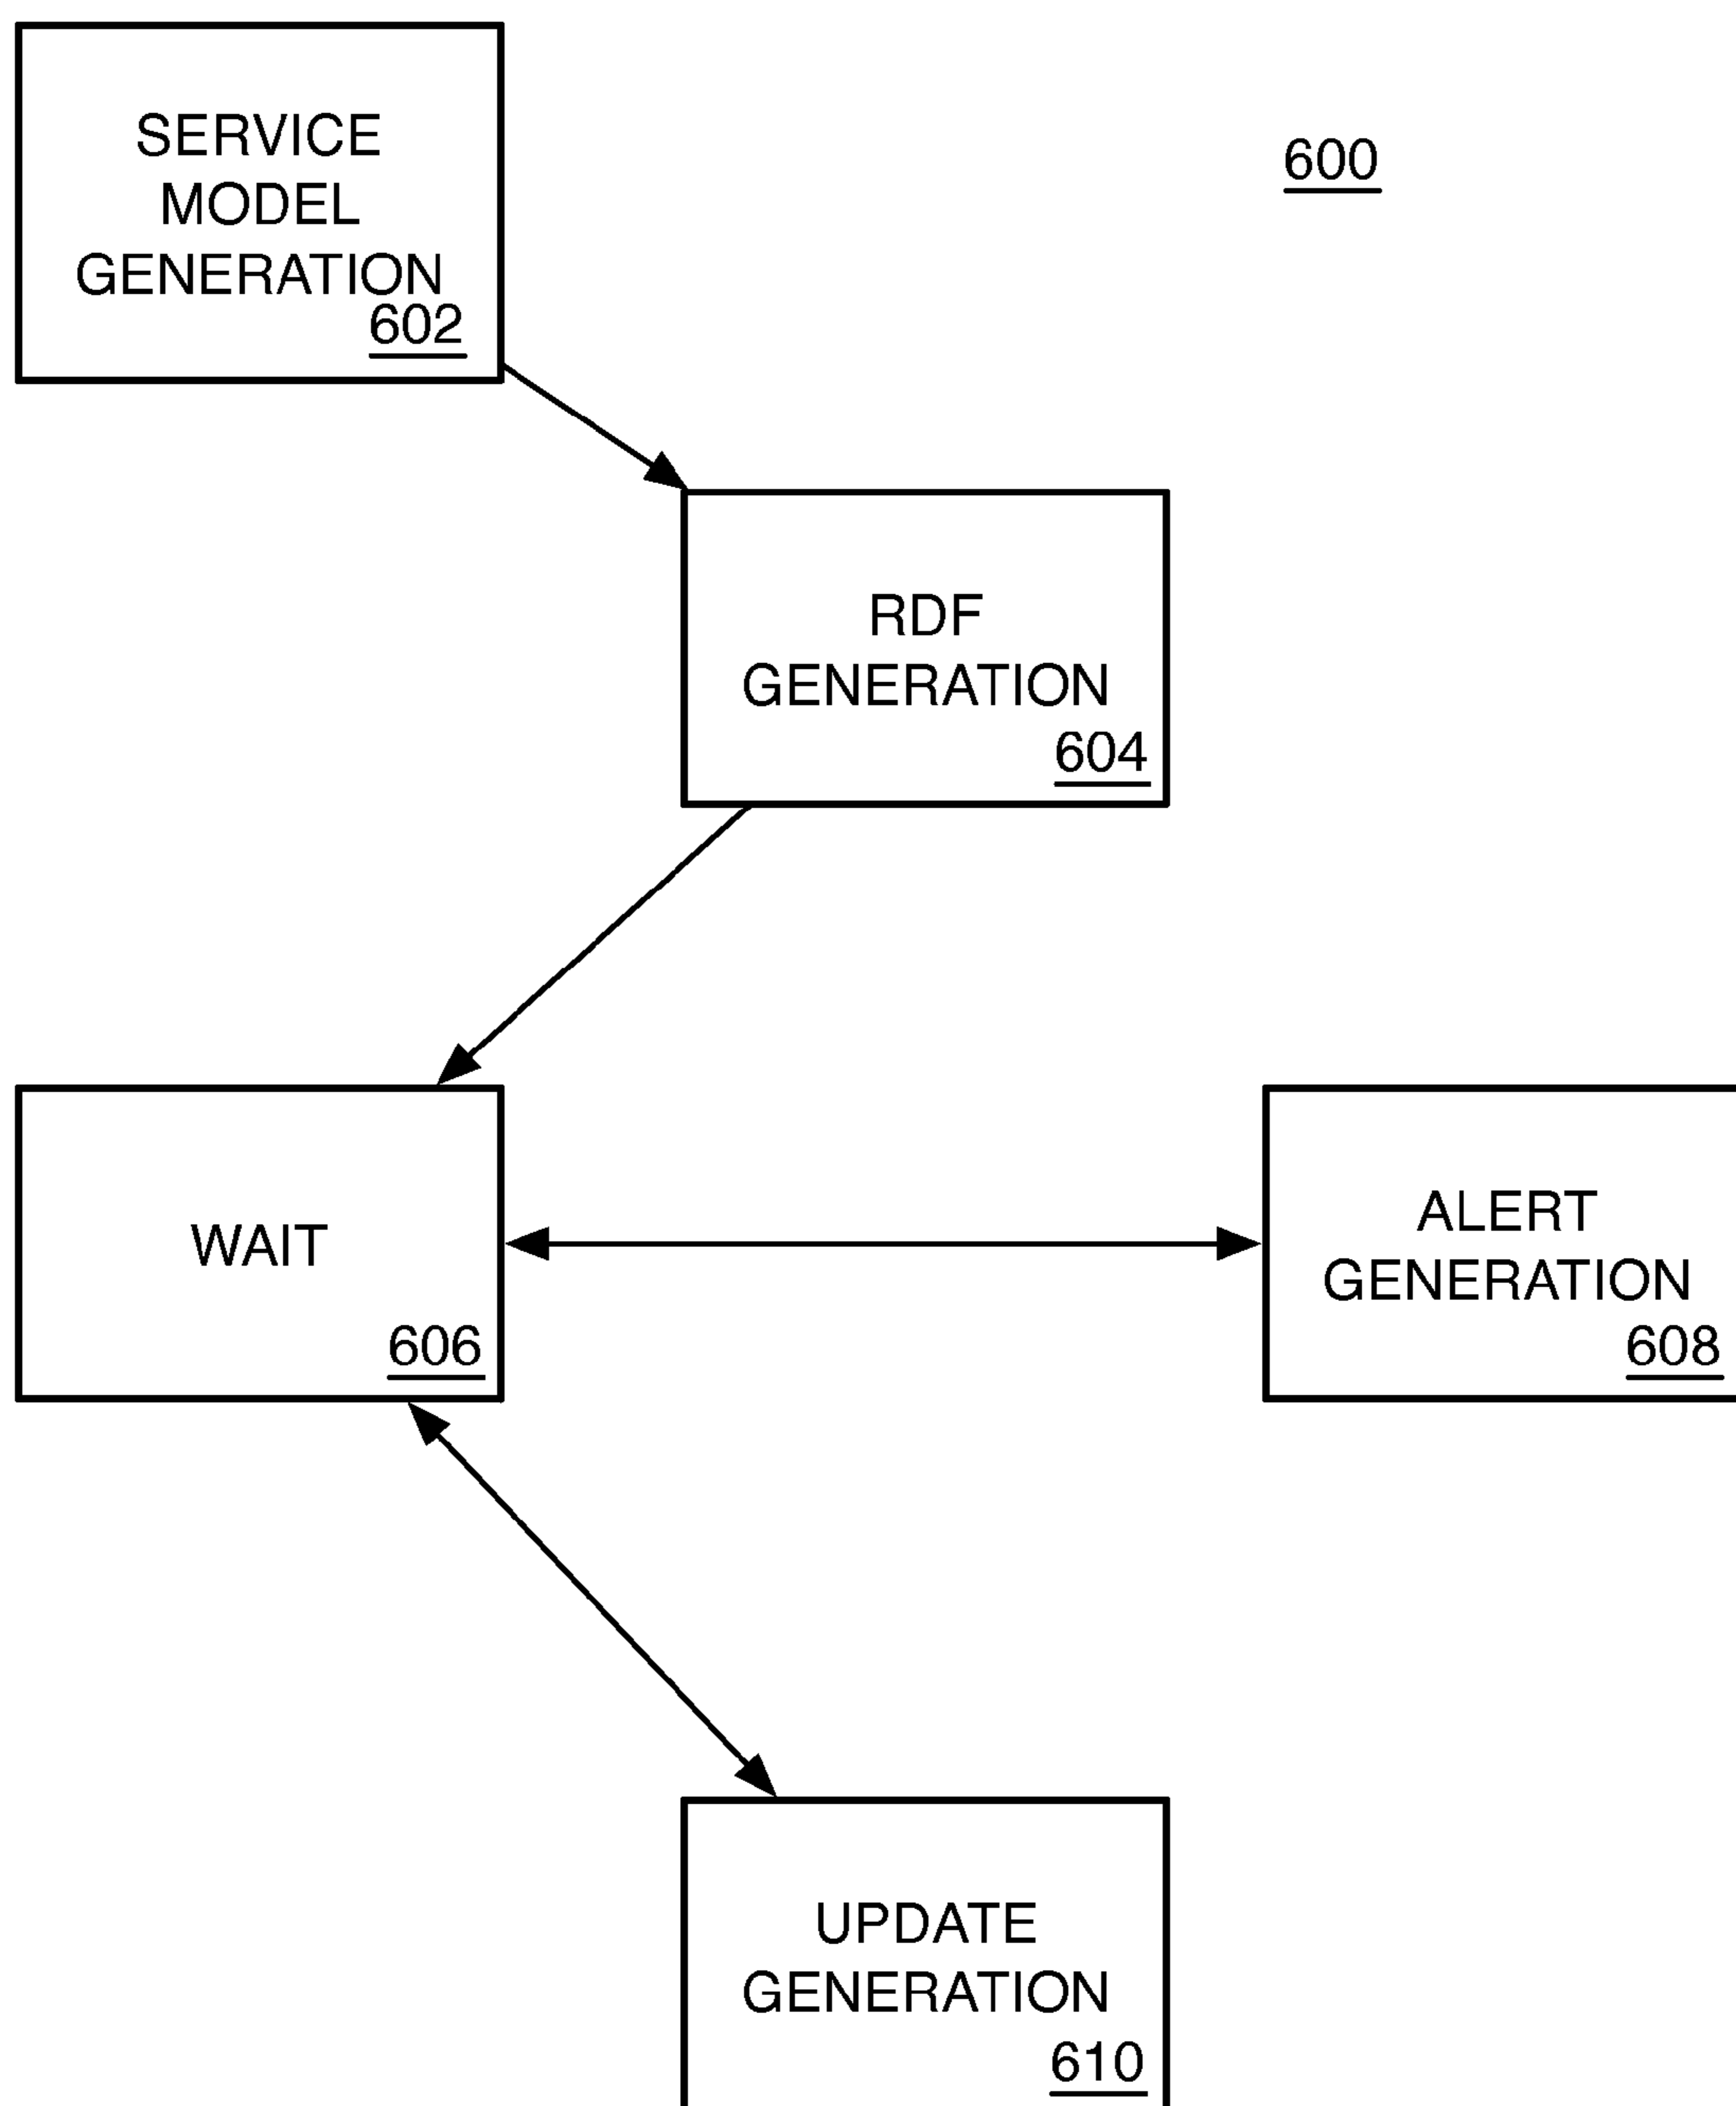 SERVICE
MODEL
GENERATION
602
600
RDF
GENERATION
604
WAIT
606
ALERT
GENERATION
608
UPDATE
GENERATION
610